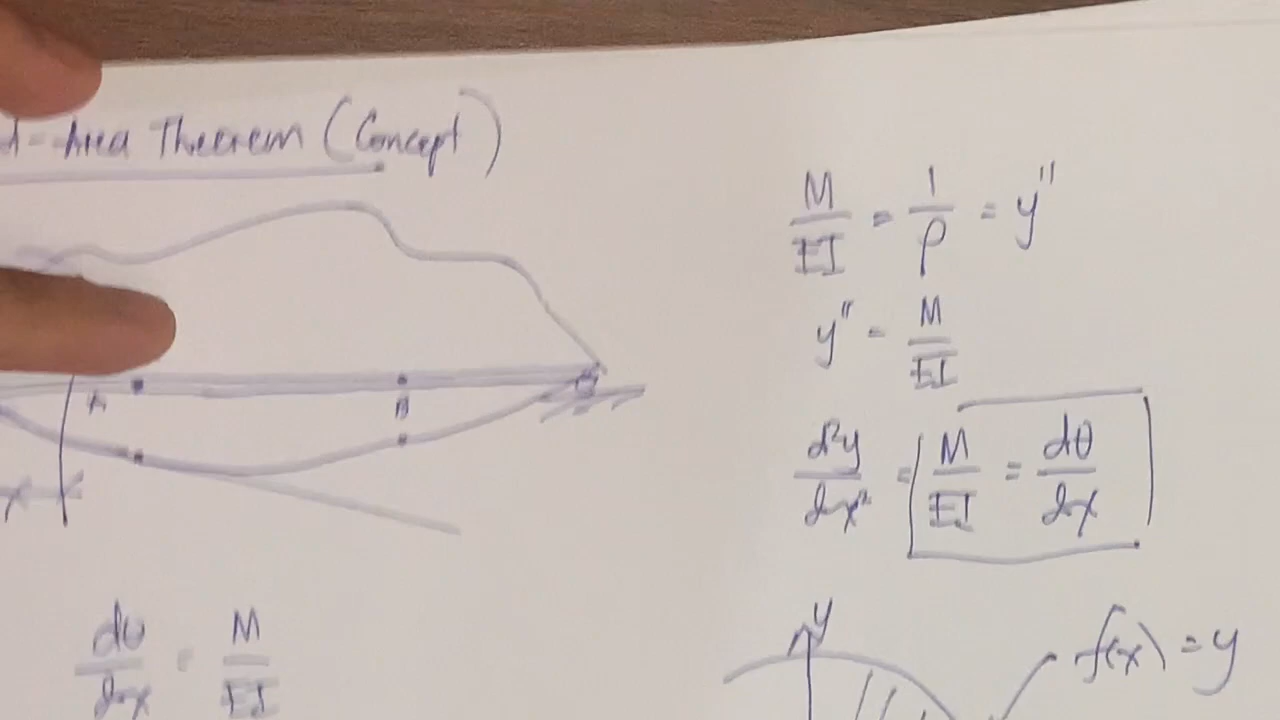 Area Theorem (Concept)
M/EI = 1/ρ = y"
y" = M/EI
d²y/dx² = M/EI = dθ/dx
A B
x
dθ/dx = M/EI
y
f(x) = y